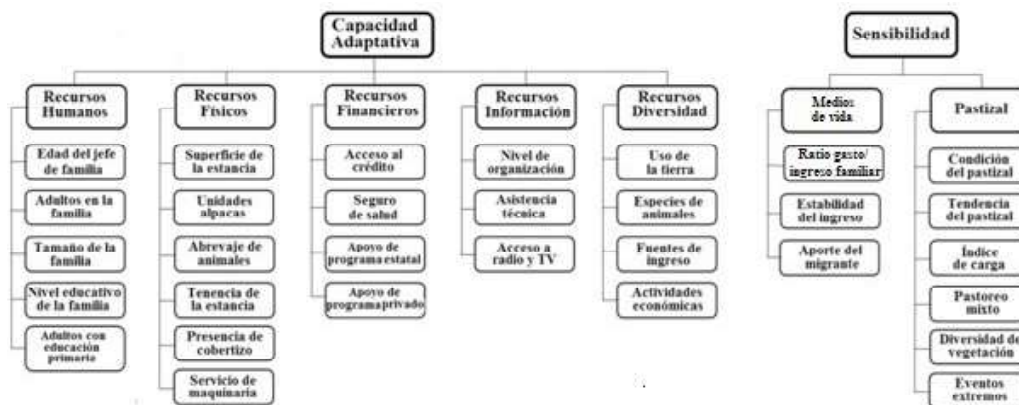 Capacidad
Adaptativa
Recursos
Humanos
Edad del jefe
de familia
Adultos en la
familia
Tamaño de la
familia
Nivel educativo
de la familia
Adultos con
educación
primario
Recursos
Físicos
Superficie de
la estancia
Unidades
alpacas
Abrevaje de
animales
Tenencia de
la estancia
Presencia de
cobertizo
Servicio de
maquinaria
Recursos
Financieros
Acceso al
crédito
Seguro
de salud
Apoyo de
programa estatal
Apoyo de
programa privado
Recursos
Información
Nivel de
organización
Asistencia
técnica
Acceso a
radio y TV
Recursos
Diversidad
Uso de
la tierra
Especies de
animales
Fuentes de
ingreso
Actividades
económicas
Sensibilidad
Medios
de vida
Ratio gasto/
ingreso familiar
Estabilidad
del ingreso
Aporte del
migrante
Pastizal
Condición
del pastizal
Tendencia
del pastizal
Índice
de carga
Pastoreo
mixto
Diversidad de
vegetación
Eventos
extremos